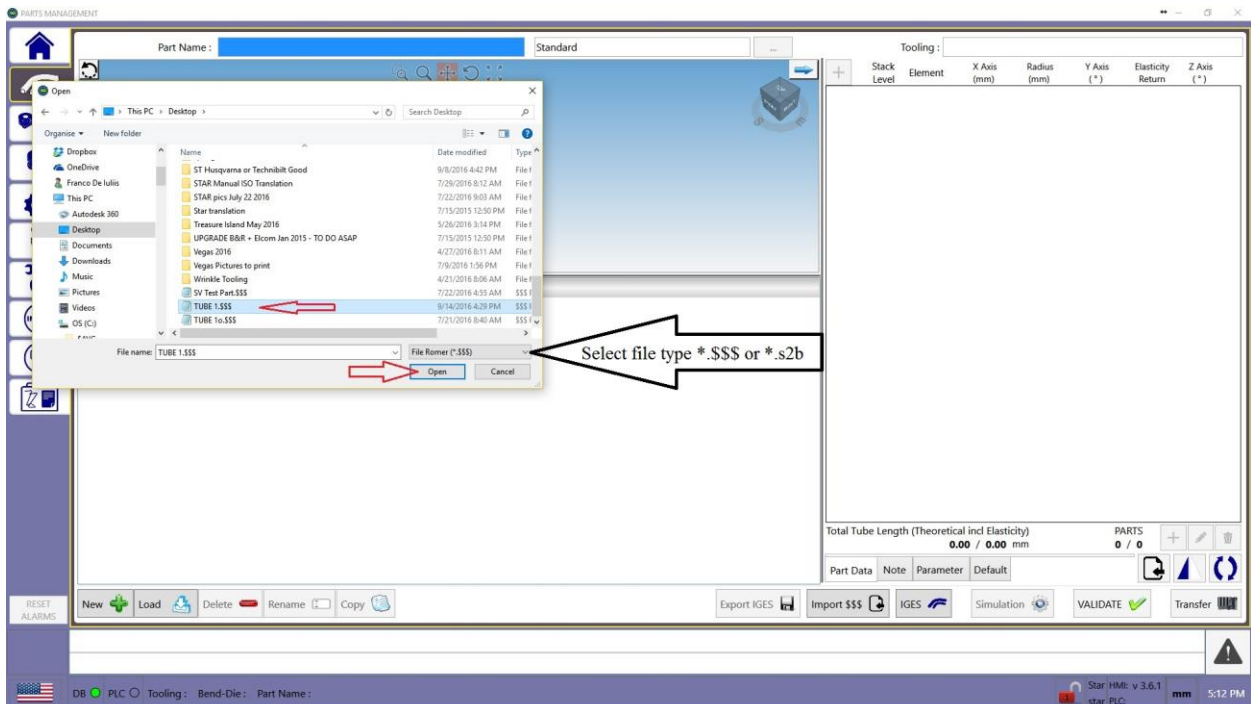 PARTS MANAGEMENT
Part Name :
Standard
...
Tooling :
Stack Level
Element
X Axis (mm)
Radius (mm)
Y Axis (°)
Elasticity Return
Z Axis (°)
Open
This PC > Desktop >
Search Desktop
Organise
New folder
Name
Date modified
Type
Dropbox
OneDrive
Franco De Iuliis
This PC
Autodesk 360
Desktop
Documents
Downloads
Music
Pictures
Videos
OS (C:)
ST Husqvarna or Technibilt Good 9/8/2016 4:42 PM File f
STAR Manual ISO Translation 7/29/2016 8:12 AM File f
STAR pics July 22 2016 7/22/2016 9:03 AM File f
Star translation 7/15/2015 12:50 PM File f
Treasure Island May 2016 5/26/2016 3:14 PM File f
UPGRADE B&R + Elcom Jan 2015 - TO DO ASAP 7/15/2015 12:50 PM File f
Vegas 2016 4/27/2016 8:11 AM File f
Vegas Pictures to print 7/9/2016 1:56 PM File f
Wrinkle Tooling 4/21/2016 8:06 AM File f
SV Test Part.$$$ 7/22/2016 4:55 AM $$$ F
TUBE 1.$$$ 9/14/2016 4:29 PM $$$ F
TUBE 1o.$$$ 7/21/2016 8:40 AM $$$ F
File name: TUBE 1.$$$
File Romer (*.$$$)
Open
Cancel
Select file type *.$$$ or *.s2b
Total Tube Length (Theoretical incl Elasticity)
0.00 / 0.00 mm
PARTS
0 / 0
Part Data Note Parameter Default
RESET ALARMS
New
Load
Delete
Rename
Copy
Export IGES
Import $$$
IGES
Simulation
VALIDATE
Transfer
DB PLC Tooling : Bend-Die : Part Name :
Star HMI: v 3.6.1
star PLC:
mm
5:12 PM